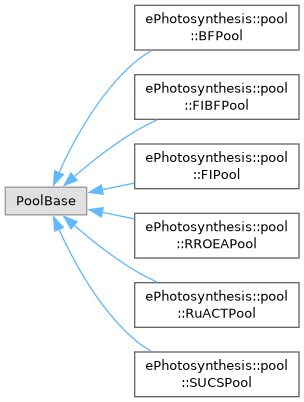 ePhotosynthesis::pool
::BFPool
ePhotosynthesis::pool
::FIBFPool
ePhotosynthesis::pool
::FIPool
PoolBase
ePhotosynthesis::pool
::RROEAPool
ePhotosynthesis::pool
::RuACTPool
ePhotosynthesis::pool
::SUCSPool